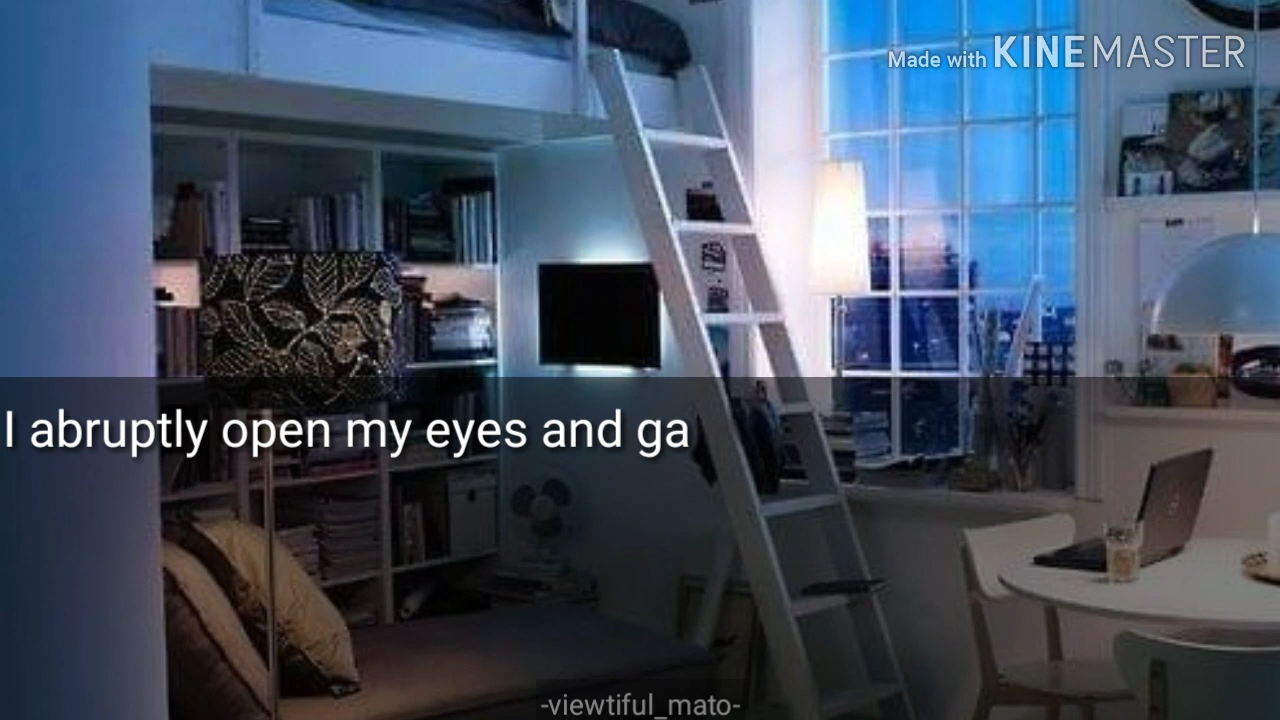 Made with KINEMASTER
I abruptly open my eyes and ga
-viewtiful_mato-